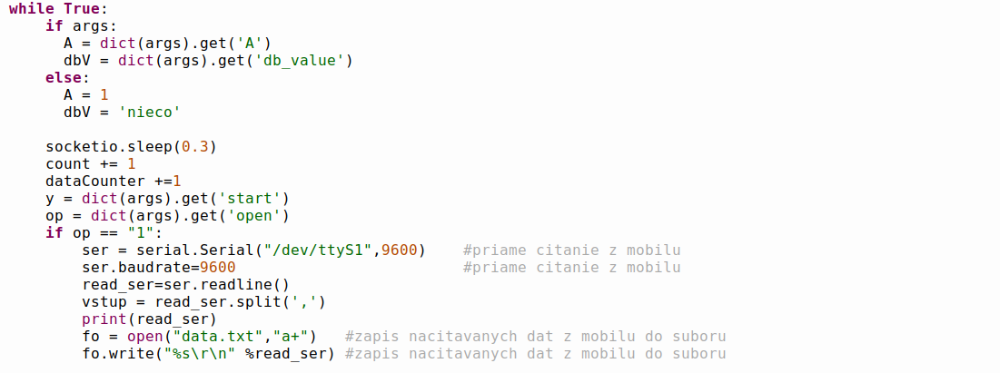 while True:
    if args:
      A = dict(args).get('A')
      dbV = dict(args).get('db_value')
    else:
      A = 1
      dbV = 'nieco'

    socketio.sleep(0.3)
    count += 1
    dataCounter +=1
    y = dict(args).get('start')
    op = dict(args).get('open')
    if op == "1":
        ser = serial.Serial("/dev/ttyS1",9600)    #priame citanie z mobilu
        ser.baudrate=9600                         #priame citanie z mobilu
        read_ser=ser.readline()
        vstup = read_ser.split(',')
        print(read_ser)
        fo = open("data.txt","a+")   #zapis nacitavanych dat z mobilu do suboru
        fo.write("%s\r\n" %read_ser) #zapis nacitavanych dat z mobilu do suboru